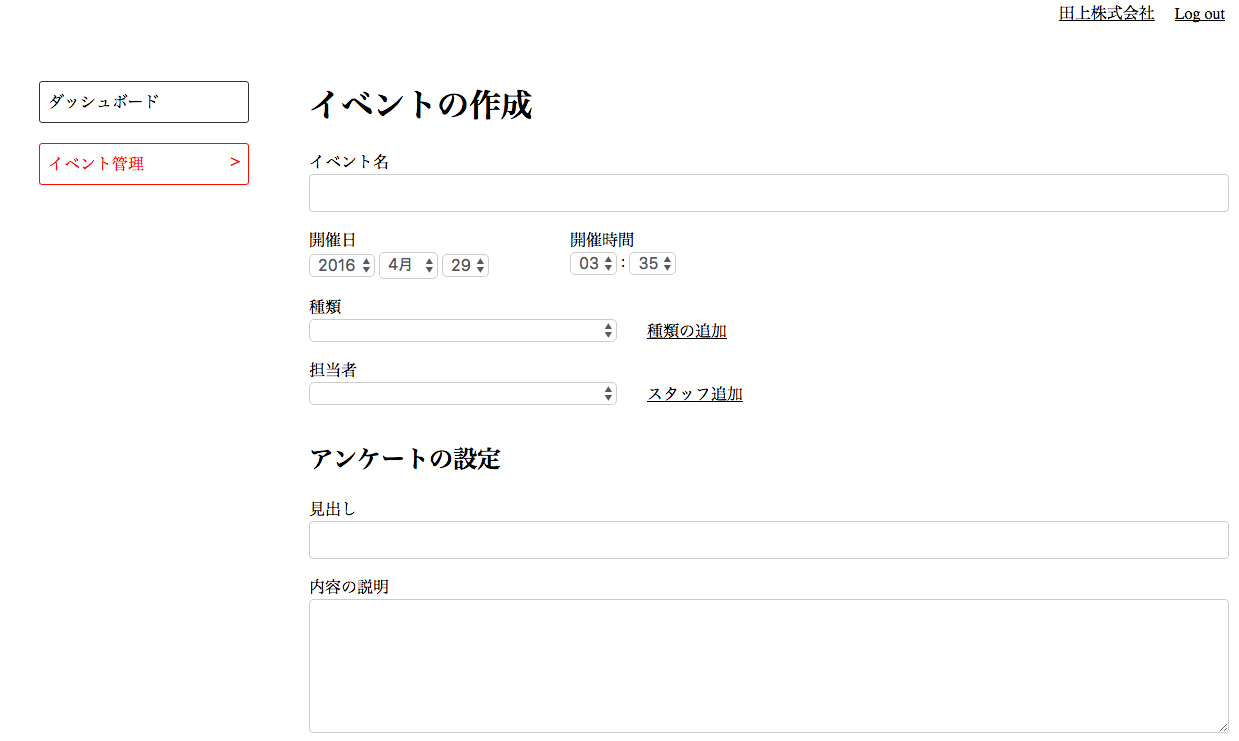 田上株式会社 Log out
ダッシュボード
イベント管理 >
イベントの作成
イベント名
開催日 開催時間
2016 4月 29 03 : 35
種類
種類の追加
担当者
スタッフ追加
アンケートの設定
見出し
内容の説明